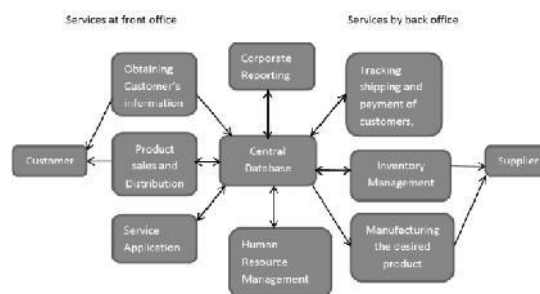 Services at front office
Services by back office
Obtaining
Customer's
information
Corporate
Reporting
Tracking
shipping and
payment of
customers.
Customer
Product
sales and
Distribution
Central
Database
Inventory
Management
Supplier
Service
Application
Human
Resource
Management
Manufacturing
the desired
product